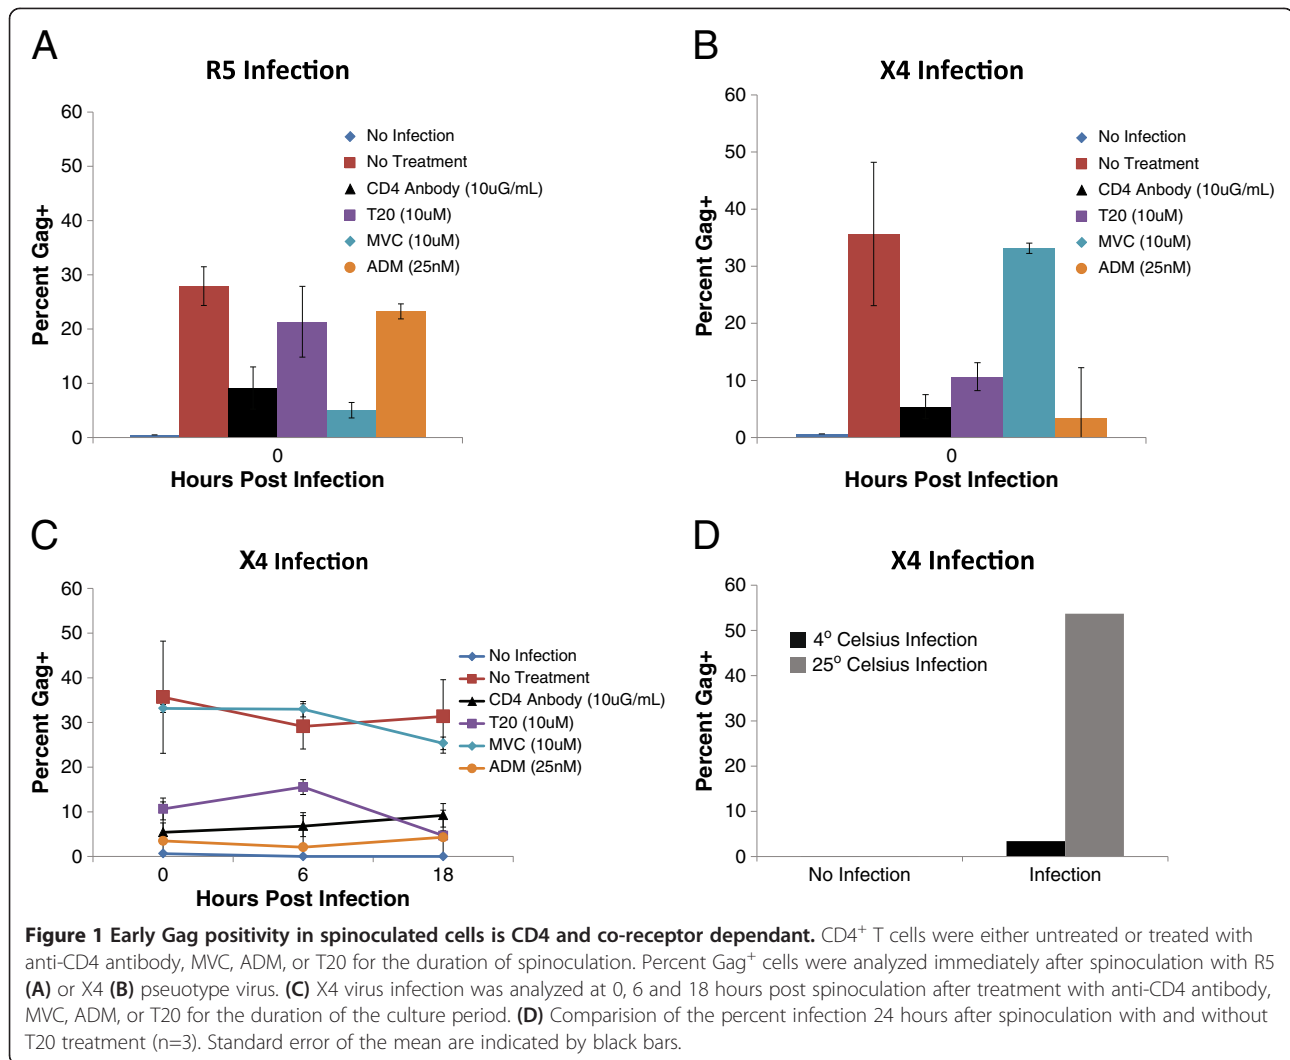 A
R5 Infection
Percent Gag+
60
50
40
30
20
10
0
No Infection
No Treatment
CD4 Anbody (10uG/mL)
T20 (10uM)
MVC (10uM)
ADM (25nM)
0
Hours Post Infection
B
X4 Infection
Percent Gag+
60
50
40
30
20
10
0
No Infection
No Treatment
CD4 Anbody (10uG/mL)
T20 (10uM)
MVC (10uM)
ADM (25nM)
0
Hours Post Infection
C
X4 Infection
Percent Gag+
60
50
40
30
20
10
0
No Infection
No Treatment
CD4 Anbody (10uG/mL)
T20 (10uM)
MVC (10uM)
ADM (25nM)
0 6 18
Hours Post Infection
D
X4 Infection
Percent Gag+
60
50
40
30
20
10
0
4° Celsius Infection
25° Celsius Infection
No Infection Infection
Figure 1 Early Gag positivity in spinoculated cells is CD4 and co-receptor dependant. CD4⁺ T cells were either untreated or treated with
anti-CD4 antibody, MVC, ADM, or T20 for the duration of spinoculation. Percent Gag⁺ cells were analyzed immediately after spinoculation with R5
(A) or X4 (B) pseuotype virus. (C) X4 virus infection was analyzed at 0, 6 and 18 hours post spinoculation after treatment with anti-CD4 antibody,
MVC, ADM, or T20 for the duration of the culture period. (D) Comparision of the percent infection 24 hours after spinoculation with and without
T20 treatment (n=3). Standard error of the mean are indicated by black bars.